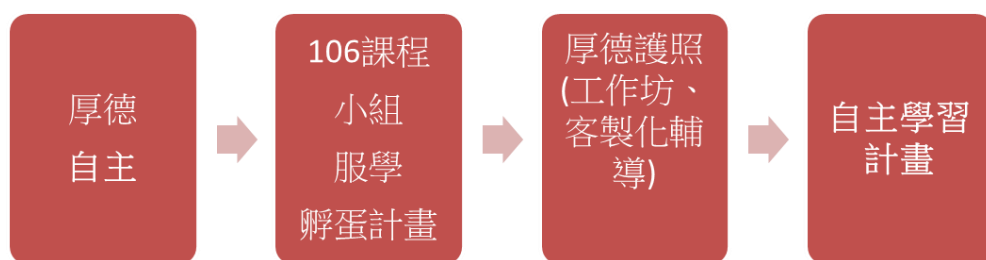 厚德
自主
106課程
小組
服學
孵蛋計畫
厚德護照
(工作坊、
客製化輔
導)
自主學習
計畫